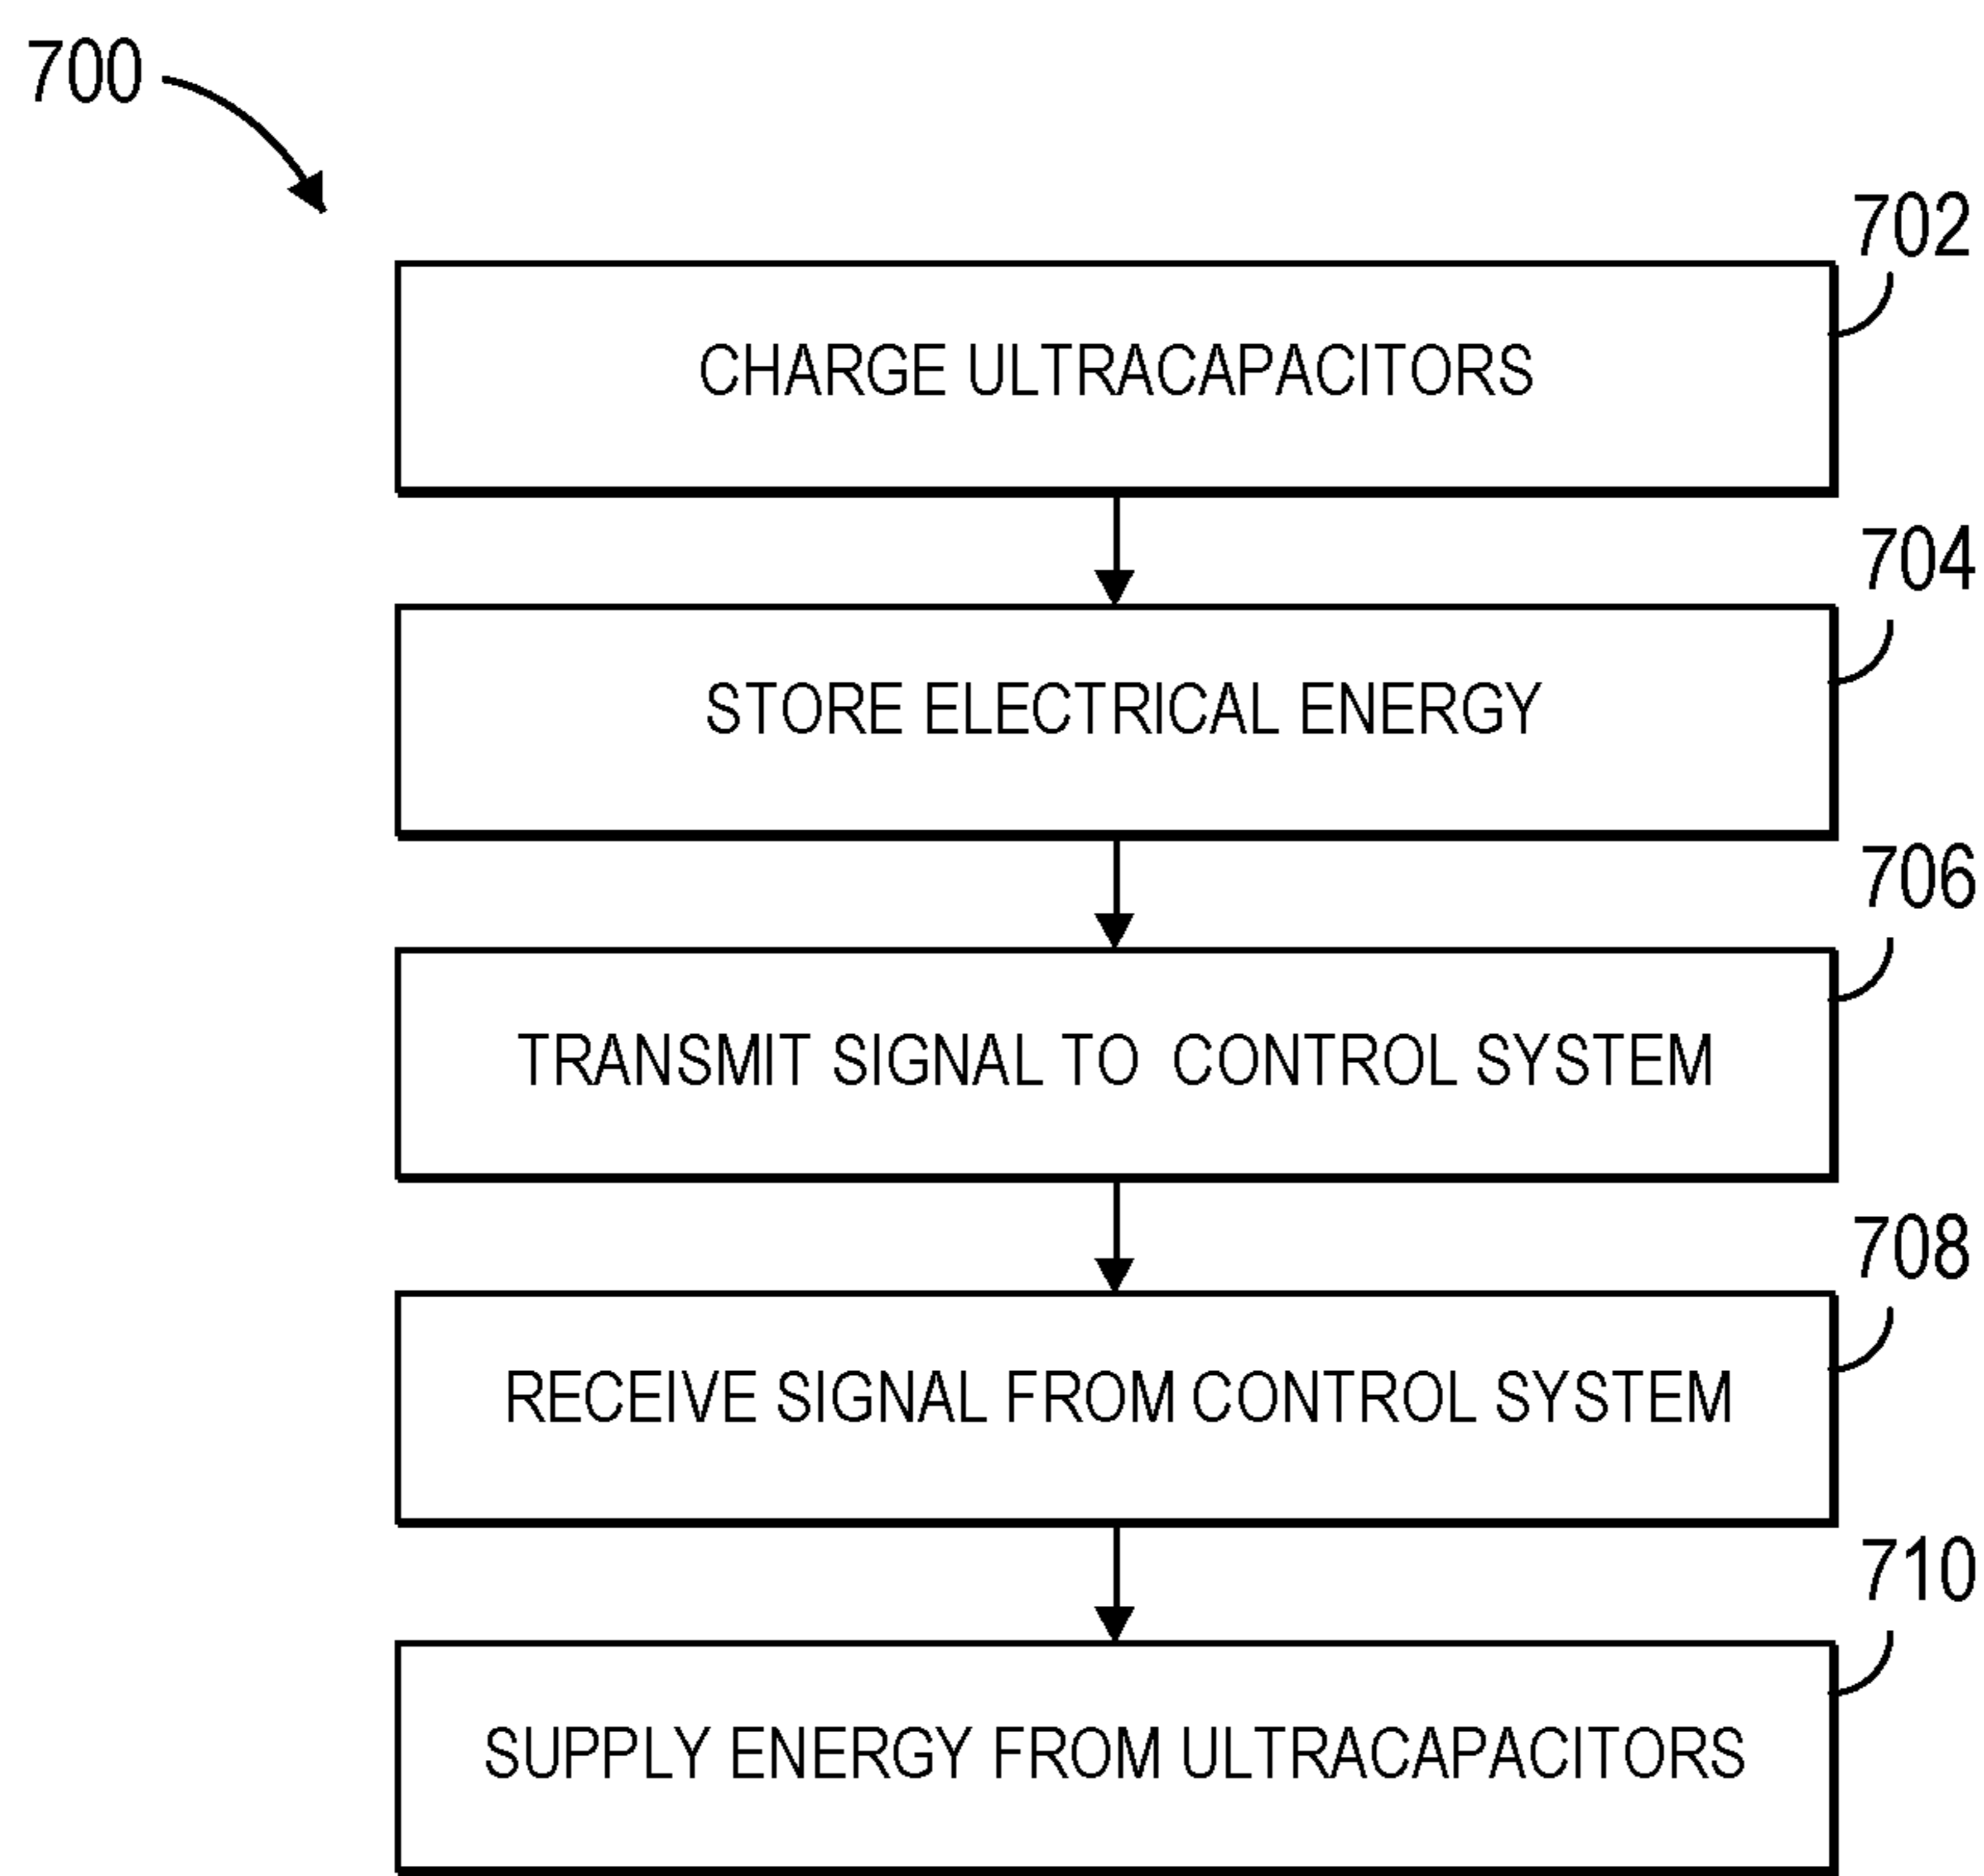 700
702
CHARGE ULTRACAPACITORS
704
STORE ELECTRICAL ENERGY
706
TRANSMIT SIGNAL TO CONTROL SYSTEM
708
RECEIVE SIGNAL FROM CONTROL SYSTEM
710
SUPPLY ENERGY FROM ULTRACAPACITORS